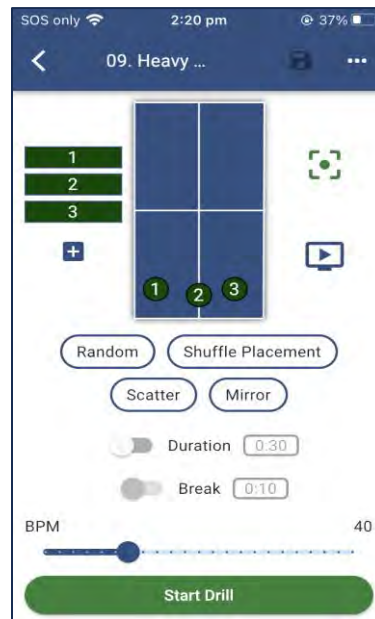 SOS only 2:20 pm 37%
09. Heavy ...
1
2
3
1 2 3
Random Shuffle Placement
Scatter Mirror
Duration 0:30
Break 0:10
BPM 40
Start Drill